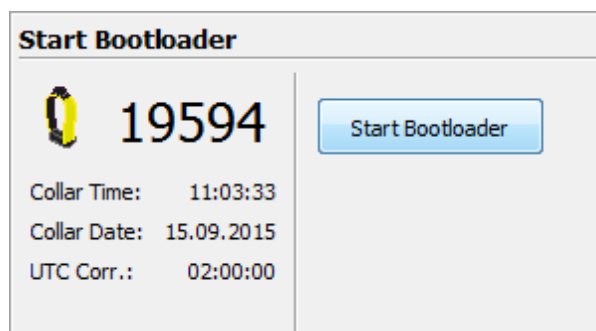 Start Bootloader
19594
Start Bootloader
Collar Time: 11:03:33
Collar Date: 15.09.2015
UTC Corr.: 02:00:00